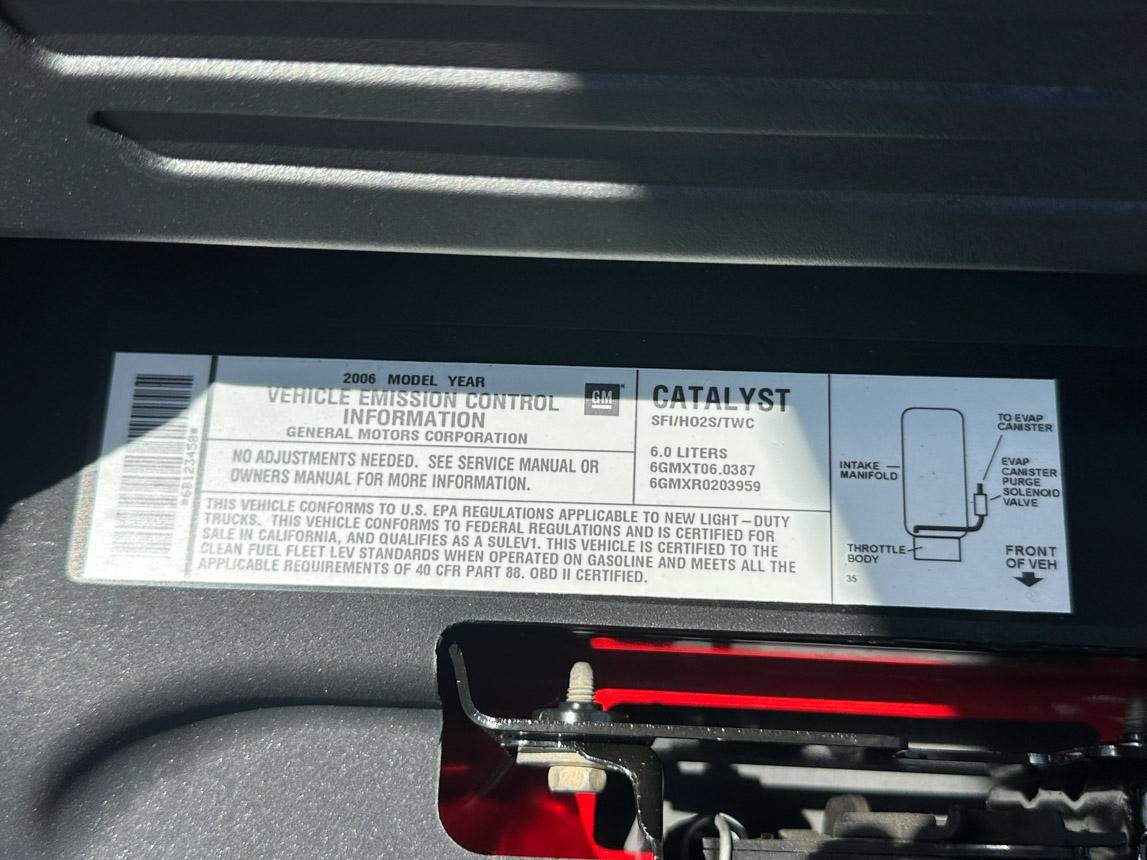 *6B123458*
2006 MODEL YEAR
VEHICLE EMISSION CONTROL
INFORMATION
GENERAL MOTORS CORPORATION
GM
NO ADJUSTMENTS NEEDED. SEE SERVICE MANUAL OR
OWNERS MANUAL FOR MORE INFORMATION.
CATALYST
SFI/HO2S/TWC
6.0 LITERS
6GMXT06.0387
6GMXR0203959
THIS VEHICLE CONFORMS TO U.S. EPA REGULATIONS APPLICABLE TO NEW LIGHT-DUTY
TRUCKS. THIS VEHICLE CONFORMS TO FEDERAL REGULATIONS AND IS CERTIFIED FOR
SALE IN CALIFORNIA, AND QUALIFIES AS A SULEV1. THIS VEHICLE IS CERTIFIED TO THE
CLEAN FUEL FLEET LEV STANDARDS WHEN OPERATED ON GASOLINE AND MEETS ALL THE
APPLICABLE REQUIREMENTS OF 40 CFR PART 88. OBD II CERTIFIED.
TO EVAP
CANISTER
INTAKE
MANIFOLD
EVAP
CANISTER
PURGE
SOLENOID
VALVE
THROTTLE
BODY
FRONT
OF VEH
35